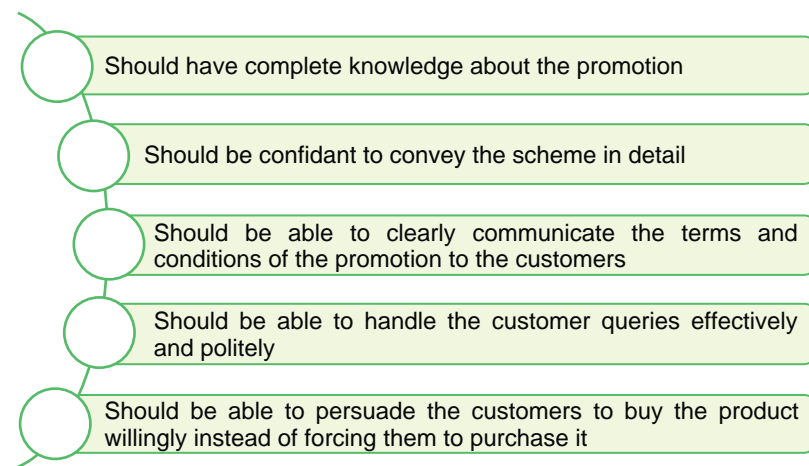 Should have complete knowledge about the promotion
Should be confidant to convey the scheme in detail
Should be able to clearly communicate the terms and
conditions of the promotion to the customers
Should be able to handle the customer queries effectively
and politely
Should be able to persuade the customers to buy the product
willingly instead of forcing them to purchase it